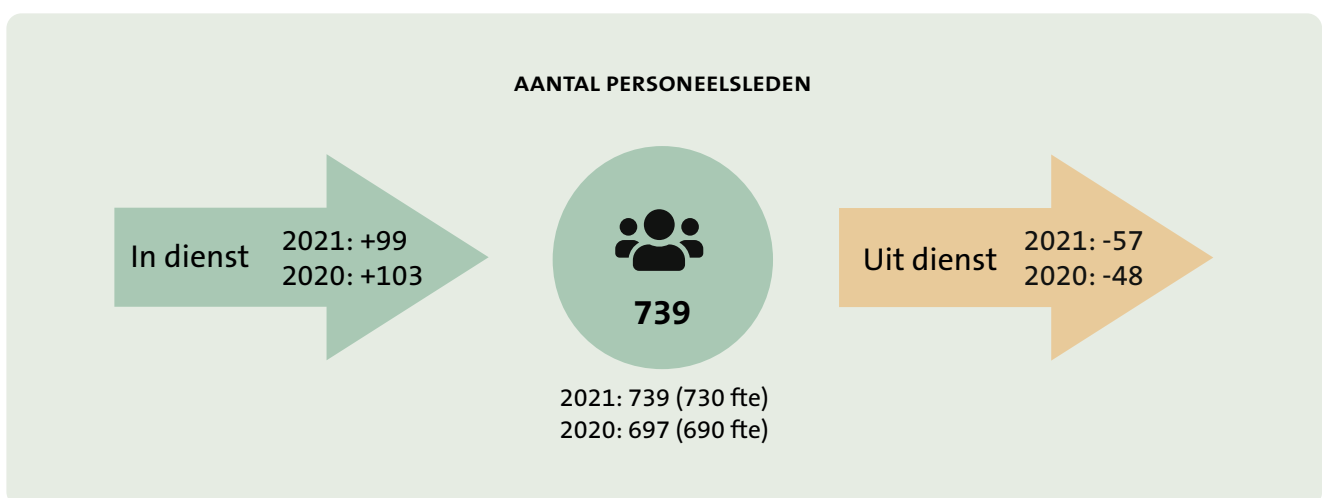 AANTAL PERSONEELSLEDEN
In dienst
2021: +99
2020: +103
739
2021: 739 (730 fte)
2020: 697 (690 fte)
Uit dienst
2021: -57
2020: -48